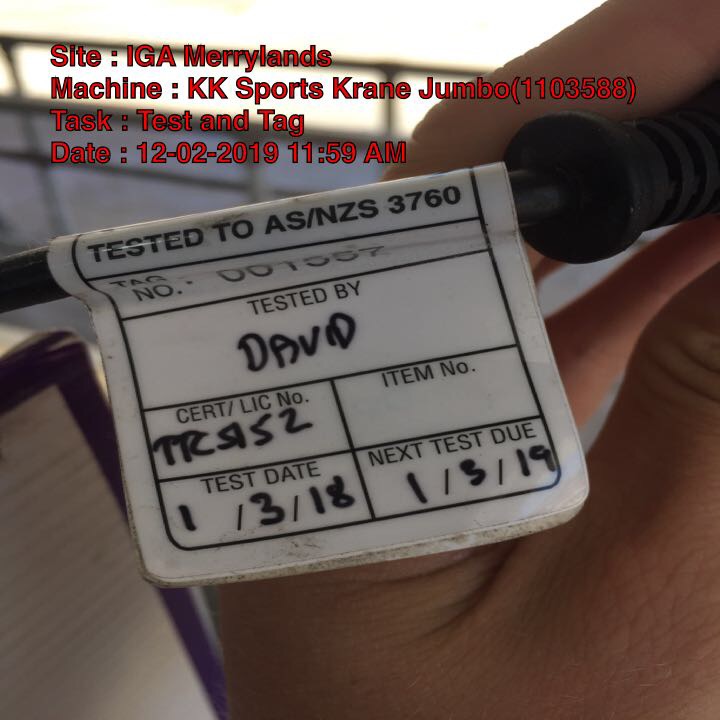 Site : IGA Merrylands
Machine : KK Sports Krane Jumbo(1103588)
Task : Test and Tag
Date : 12-02-2019 11:59 AM
TESTED TO AS/NZS 3760
TAG
NO.
TESTED BY
DAVID
CERT/ LIC No.
ITEM No.
TEST DATE
NEXT TEST DUE
1 / 3 / 18
1 / 3 / 19